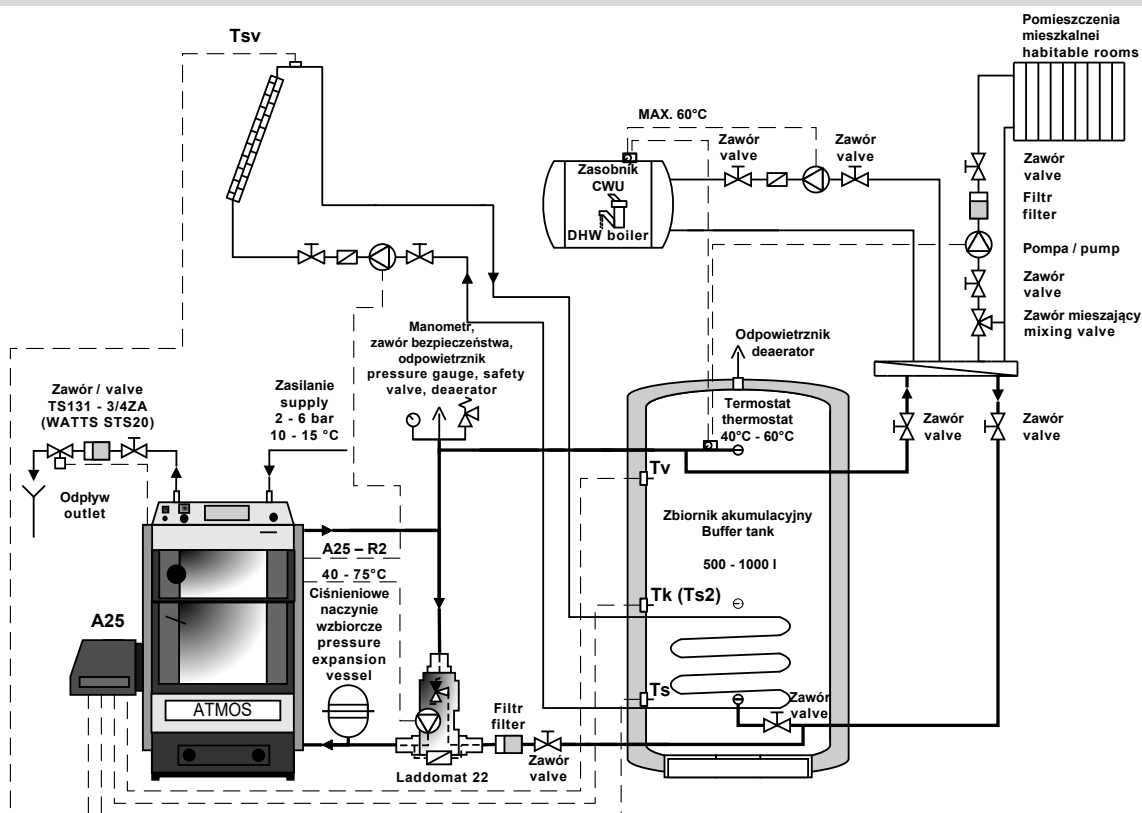 Tsv
Pomieszczenia
mieszkalnei
habitable rooms
MAX. 60°C
Zawór
valve
Zawór
valve
Zasobnik
CWU
DHW boiler
Zawór
valve
Filtr
filter
Pompa / pump
Zawór
valve
Zawór mieszający
mixing valve
Manometr,
zawór bezpieczeństwa,
odpowietrznik
pressure gauge, safety
valve, deaerator
Odpowietrznik
deaerator
Zawór / valve
TS131 - 3/4ZA
(WATTS STS20)
Zasilanie
supply
2 - 6 bar
10 - 15 °C
Termostat
thermostat
40°C - 60°C
Zawór
valve
Zawór
valve
Odpływ
outlet
Tv
Zbiornik akumulacyjny
Buffer tank
500 - 1000 l
A25 – R2
40 - 75°C
Ciśnieniowe
naczynie
wzbiorcze
pressure
expansion
vessel
Tk (Ts2)
A25
Ts
ATMOS
Filtr
filter
Zawór
valve
Zawór
valve
Laddomat 22